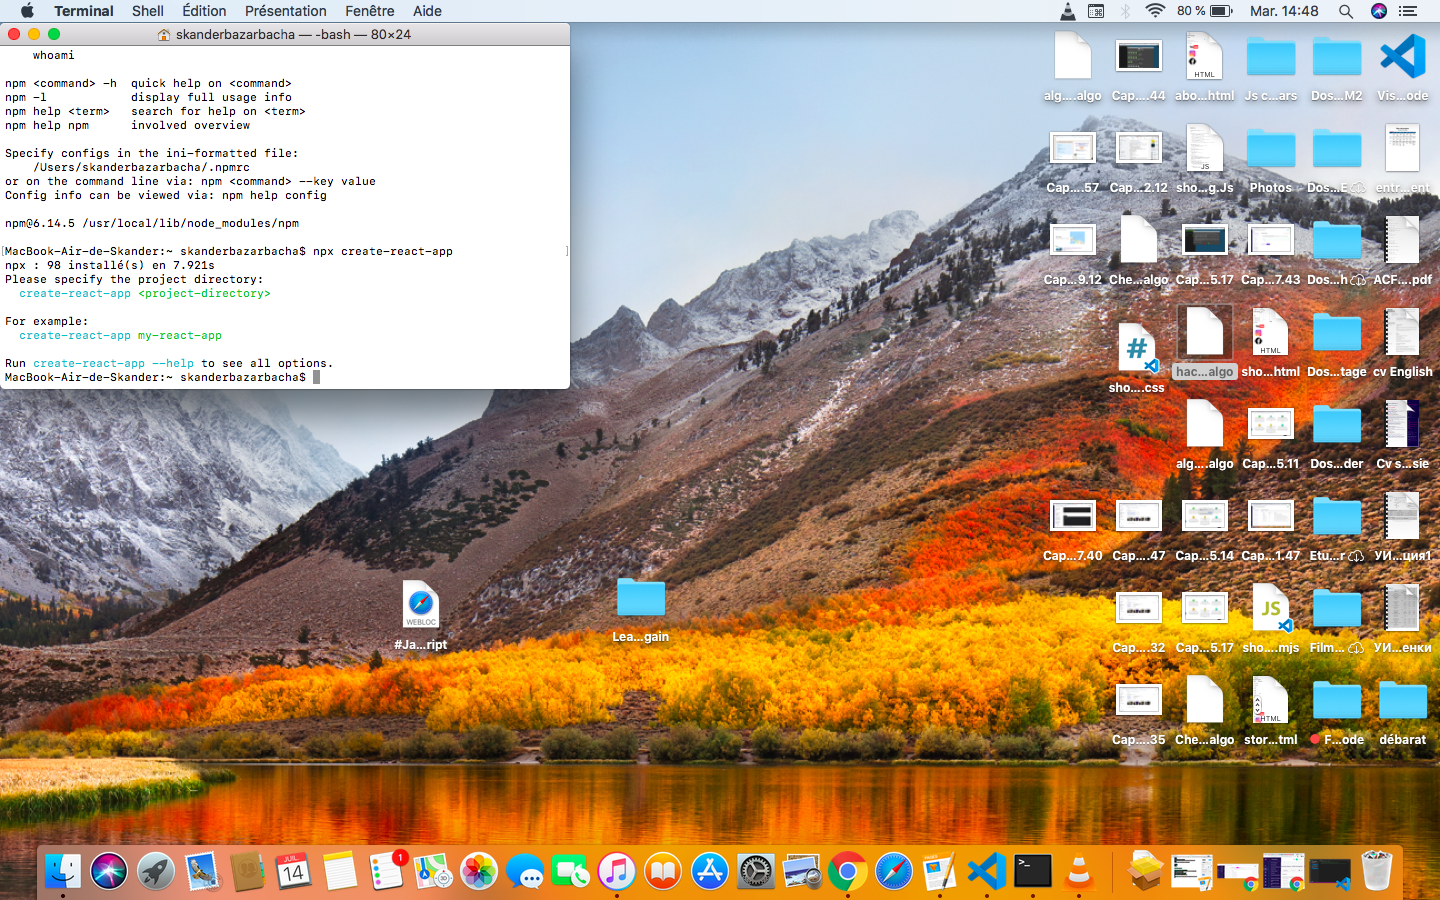 Terminal Shell Édition Présentation Fenêtre Aide 80 % Mar. 14:48
skanderbazarbacha — -bash — 80×24
whoami
npm <command> -h quick help on <command>
npm -l display full usage info
npm help <term> search for help on <term>
npm help npm involved overview
Specify configs in the ini-formatted file:
/Users/skanderbazarbacha/.npmrc
or on the command line via: npm <command> --key value
Config info can be viewed via: npm help config
npm@6.14.5 /usr/local/lib/node_modules/npm
[MacBook-Air-de-Skander:~ skanderbazarbacha$ npx create-react-app ]
npx : 98 installé(s) en 7.921s
Please specify the project directory:
create-react-app <project-directory>
For example:
create-react-app my-react-app
Run create-react-app --help to see all options.
MacBook-Air-de-Skander:~ skanderbazarbacha$
HTML
alg....algo Cap....44 abo...html Js c...ars Dos...M2 Vis...ode
JS
Cap....57 Cap...2.12 sho...g.Js Photos Dos...E entr...ent
Cap...9.12 Che...algo Cap...5.17 Cap...7.43 Dos...h ACF....pdf
# HTML
sho....css hac...algo sho...html Dos...tage cv English
alg....algo Cap...5.11 Dos...der Cv s...sie
Cap...7.40 Cap....47 Cap...5.14 Cap...1.47 Etu...r УИ...ция1
JS
Cap....32 Cap...5.17 sho....mjs Film... УИ...енки
HTML
Cap....35 Che...algo stor...tml F...ode débarat
WEBLOC
#Ja...ript Lea...gain
JUIL.
14
1